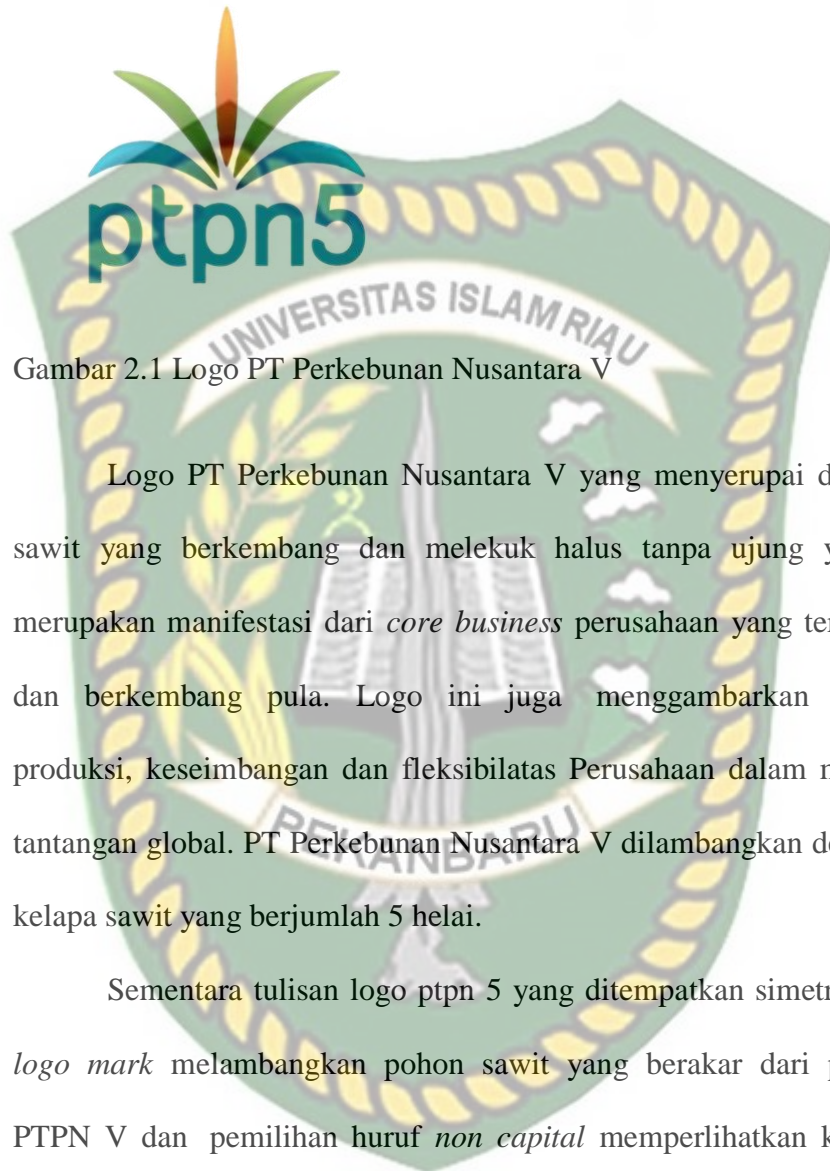 ptpn5
UNIVERSITAS ISLAM RIAU
Gambar 2.1 Logo PT Perkebunan Nusantara V
Logo PT Perkebunan Nusantara V yang menyerupai
sawit yang berkembang dan melekuk halus tanpa ujung
merupakan manifestasi dari core business perusahaan yang
dan berkembang pula. Logo ini juga menggambarkan
produksi, keseimbangan dan fleksibilatas Perusahaan dalam
tantangan global. PT Perkebunan Nusantara V dilambangkan
PEKANBARU
kelapa sawit yang berjumlah 5 helai.
Sementara tulisan logo ptpn 5 yang ditempatkan
logo mark melambangkan pohon sawit yang berakar dari
PTPN V dan pemilihan huruf non capital memperlihatkan